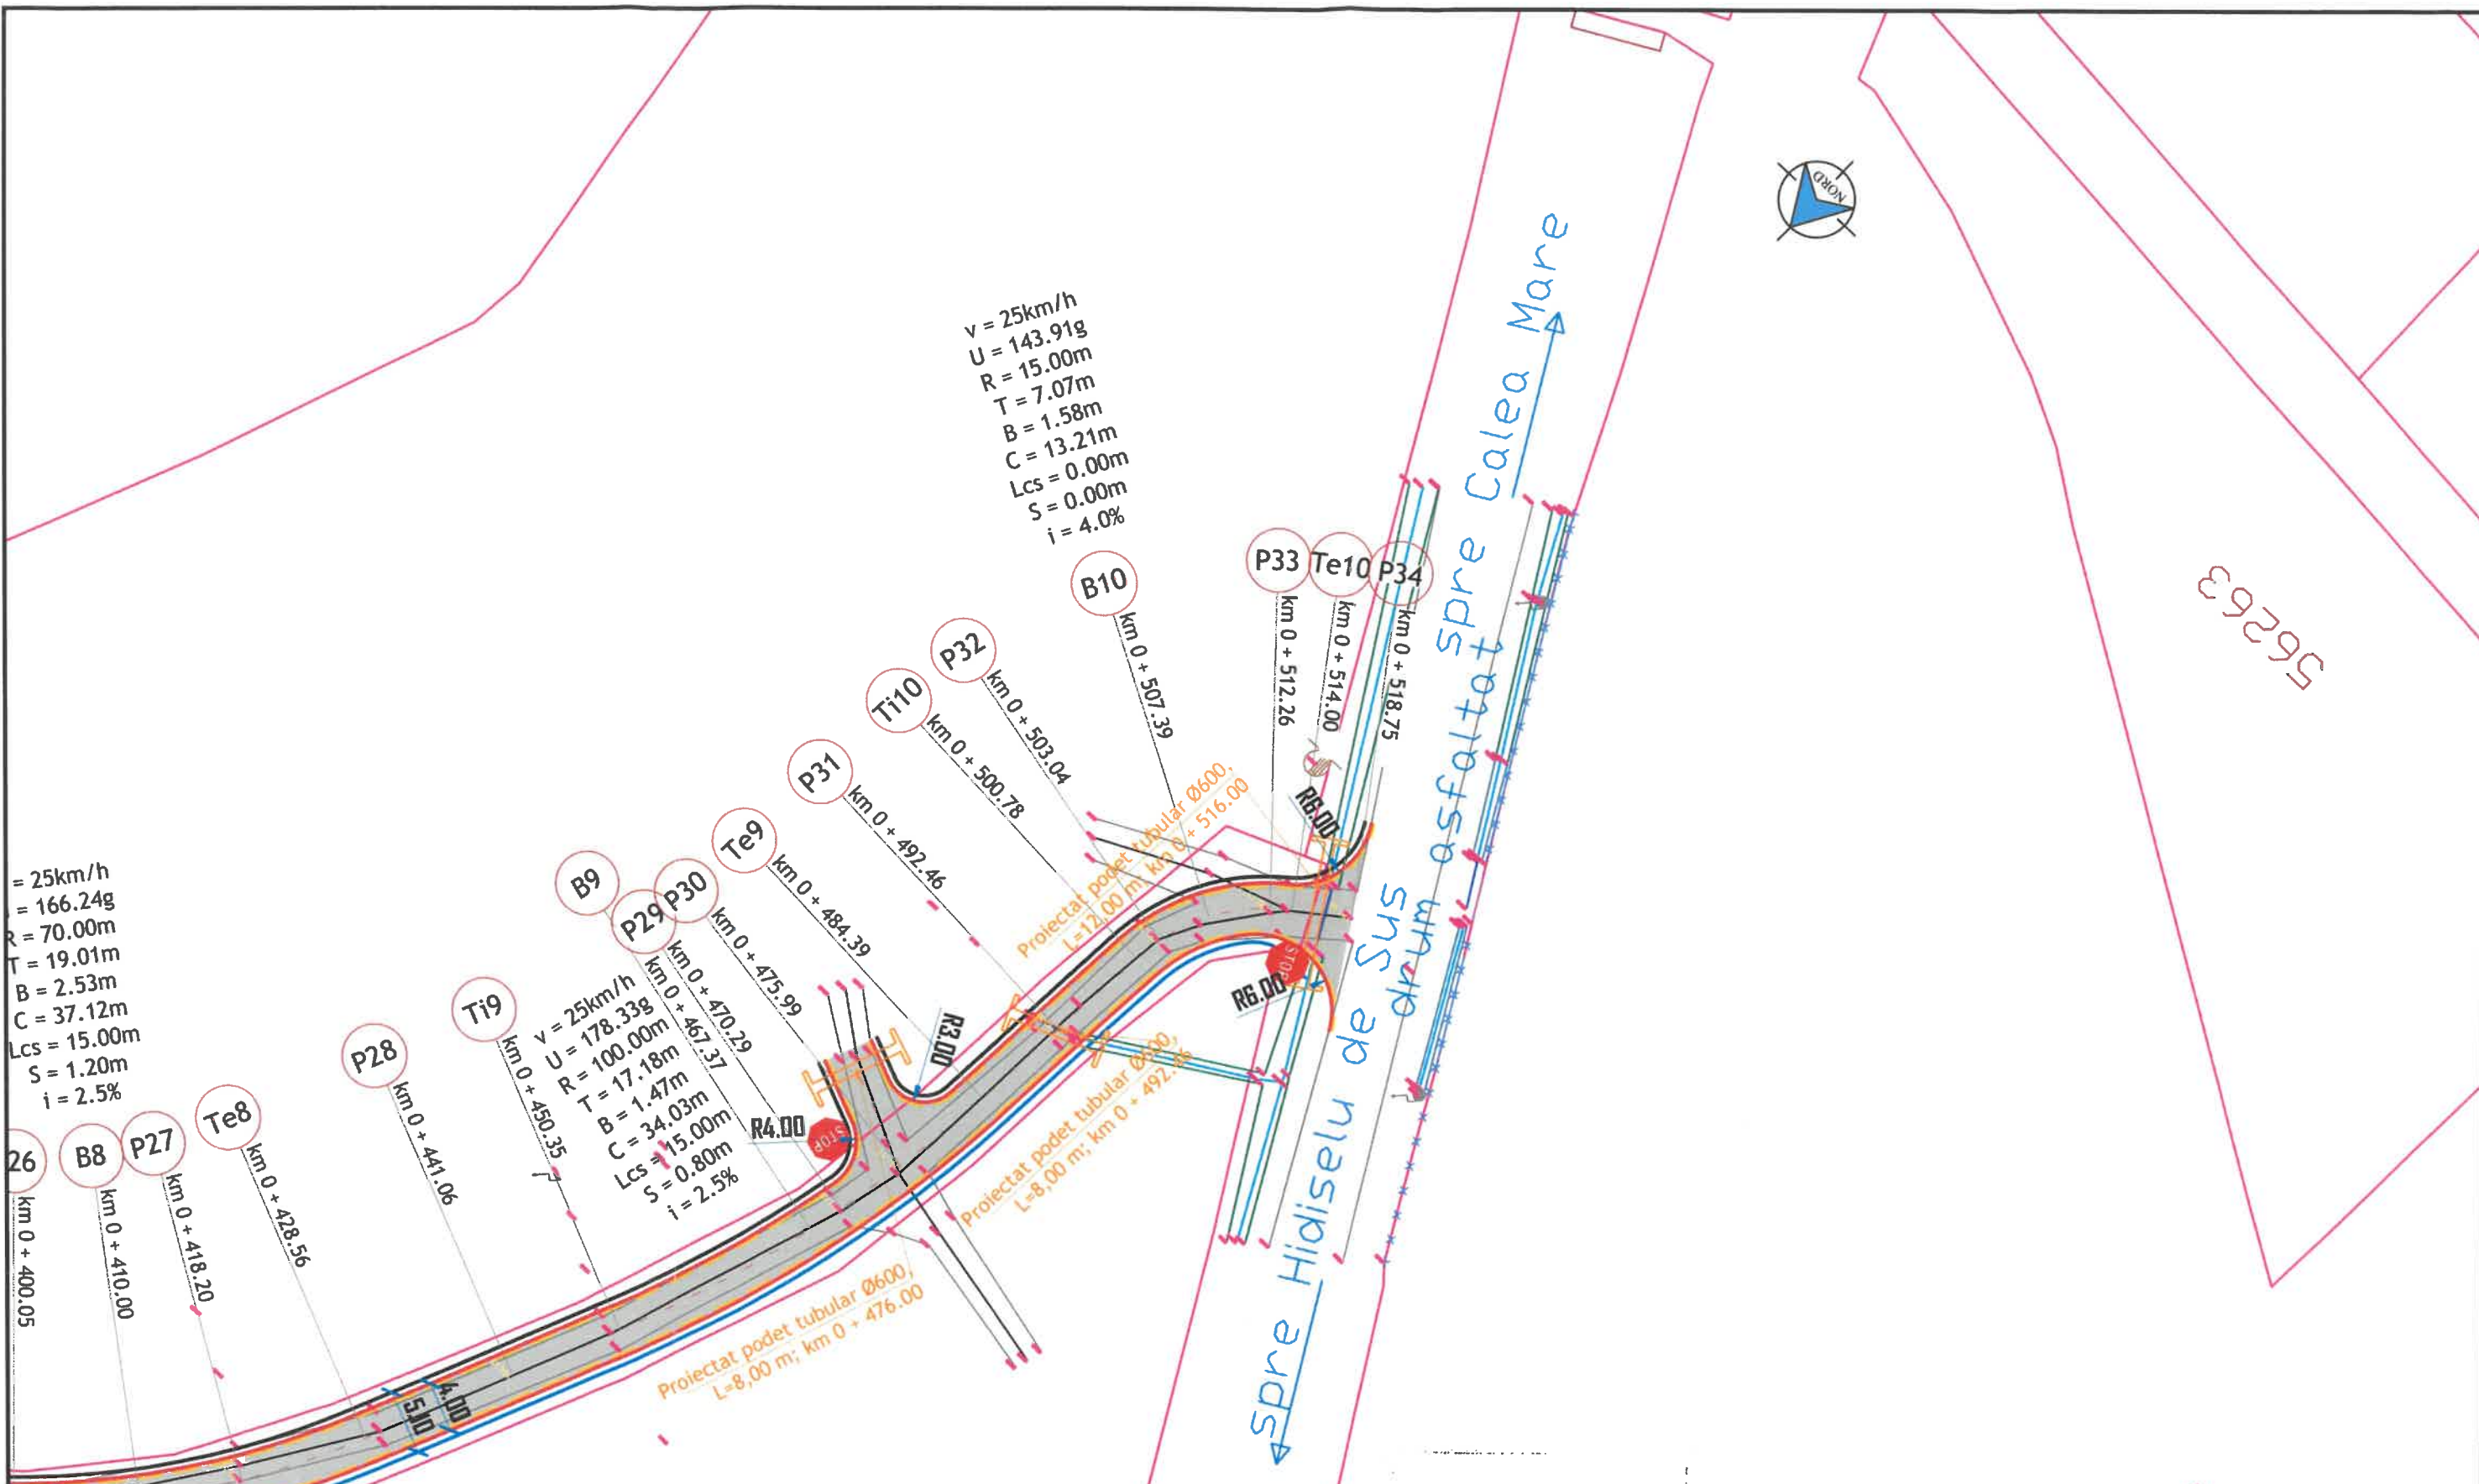 NORD
spre Calea Mare
v = 25km/h
U = 143.91g
R = 15.00m
T = 7.07m
B = 1.58m
C = 13.21m
Lcs = 0.00m
S = 0.00m
i = 4.0%
B10
km 0 + 507.39
P33
km 0 + 512.26
Te10
km 0 + 514.00
P34
km 0 + 518.75
56263
P32
km 0 + 503.04
Ti10
km 0 + 500.78
P31
km 0 + 492.46
Te9
km 0 + 484.39
P30
km 0 + 475.99
P29
km 0 + 470.29
B9
km 0 + 467.37
Proiectat podet tubular Ø600,
L=12,00 m; km 0 + 516.00
R6.00
drum asfaltat
STOP
R6.00
= 25km/h
= 166.24g
R = 70.00m
T = 19.01m
B = 2.53m
C = 37.12m
Lcs = 15.00m
S = 1.20m
i = 2.5%
v = 25km/h
U = 178.33g
R = 100.00m
T = 17.18m
B = 1.47m
C = 34.03m
Lcs = 15.00m
S = 0.80m
i = 2.5%
Ti9
km 0 + 450.35
P28
km 0 + 441.06
Te8
km 0 + 428.56
P27
km 0 + 418.20
B8
km 0 + 410.00
26
km 0 + 400.05
R3.00
R4.00
STOP
Proiectat podet tubular Ø600,
L=8,00 m; km 0 + 492.
Proiectat podet tubular Ø600,
L=8,00 m; km 0 + 476.00
4.00
5.10
spre Hidiselu de Sus